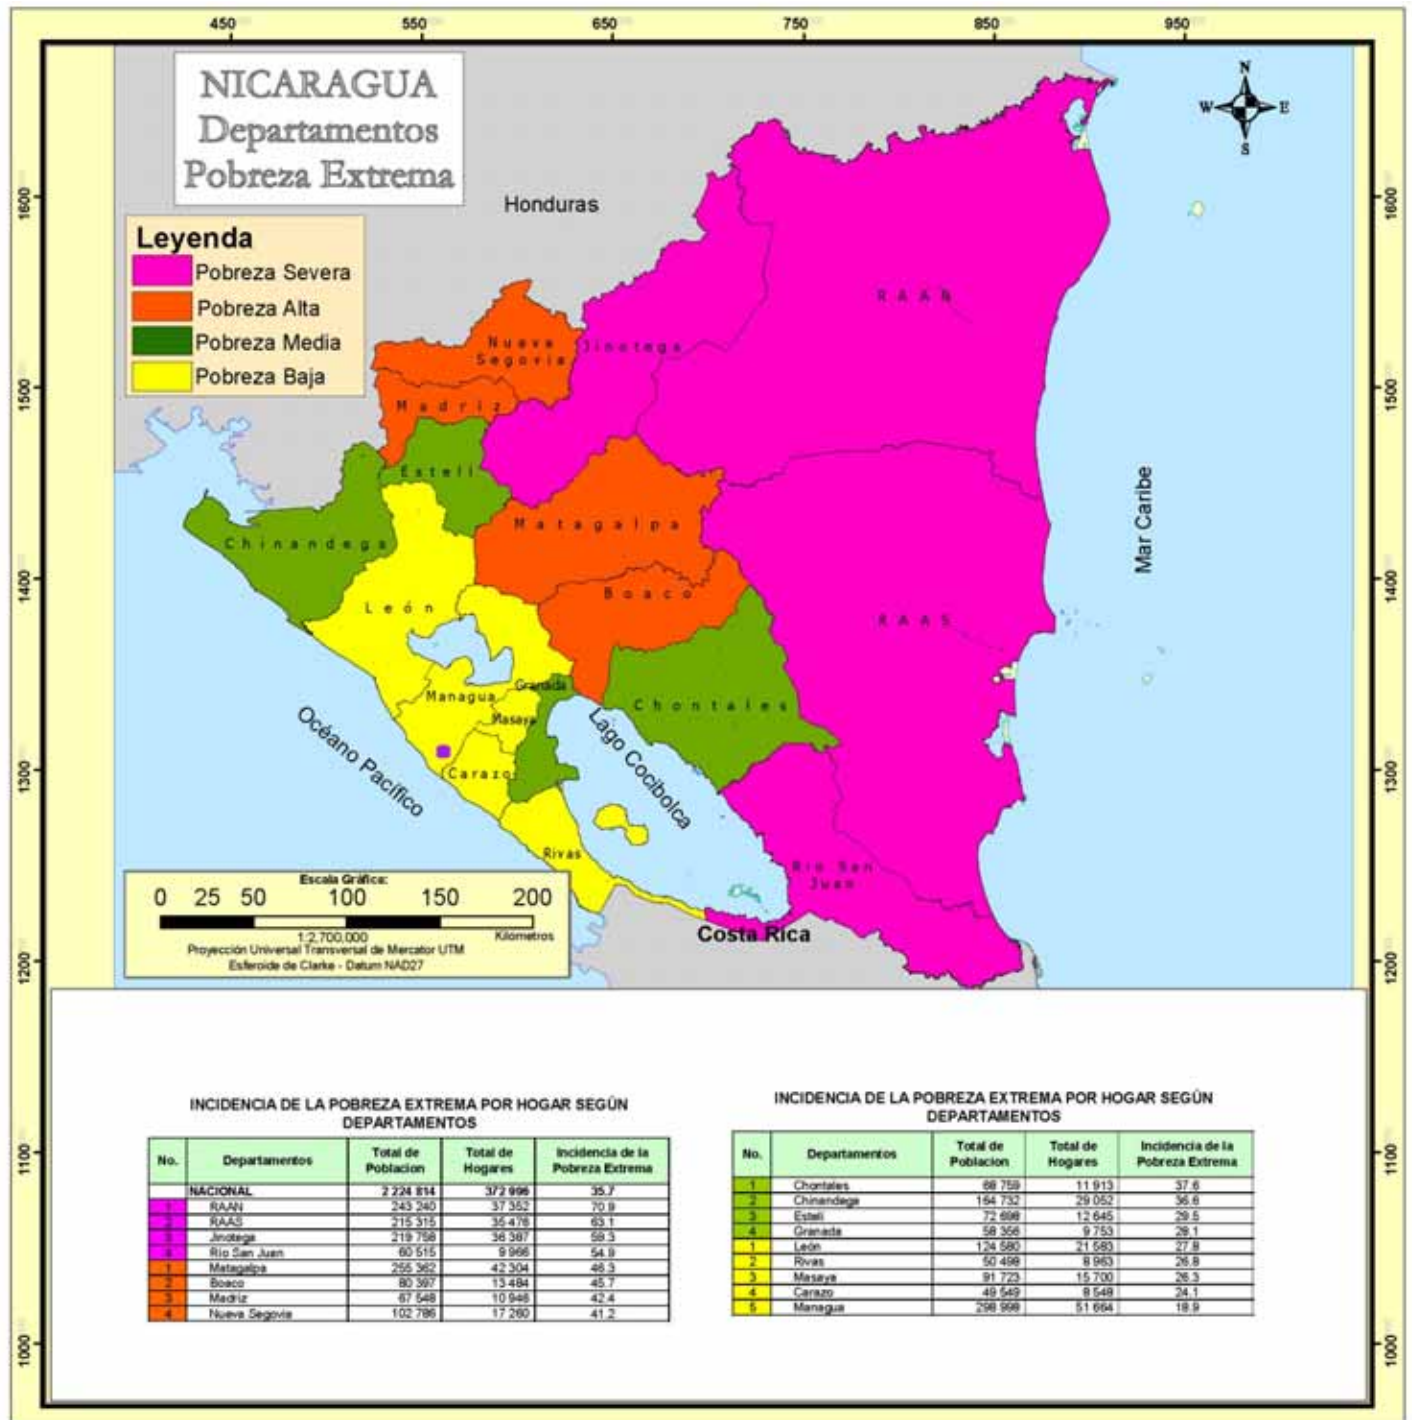 450 550 650 750 850 950
NICARAGUA
Departamentos
Pobreza Extrema
N
W E
S
Honduras
1600 1600
Leyenda
Pobreza Severa
Pobreza Alta
Pobreza Media
Pobreza Baja
RAAN
Nueva
Segovia
Jinotega
1500 1500
Madriz
Estelí
Mar Caribe
Matagalpa
Chinandega
1400 1400
Boaco
León
RAAS
Granada
Managua
Chontales
Masaya
Océano Pacífico
Lago Cocibolca
1300 1300
Carazo
Rivas
Rio San
Juan
Escala Gráfica:
0 25 50 100 150 200
1:2,700,000 Kilómetros
Proyección Universal Transversal de Mercator UTM
Esferoide de Clarke - Datum NAD27
Costa Rica
1200 1200
INCIDENCIA DE LA POBREZA EXTREMA POR HOGAR SEGÚN
DEPARTAMENTOS
No. Departamentos Total de Poblacion Total de Hogares Incidencia de la Pobreza Extrema
NACIONAL 2 224 814 372 996 35.7
1 RAAN 243 240 37 352 70.9
2 RAAS 215 315 35 476 63.1
3 Jinotega 219 758 36 387 59.3
4 Rio San Juan 60 515 9 966 54.9
1 Matagalpa 255 362 42 304 46.3
2 Boaco 80 397 13 484 45.7
3 Madriz 67 548 10 946 42.4
4 Nueva Segovia 102 786 17 260 41.2
INCIDENCIA DE LA POBREZA EXTREMA POR HOGAR SEGÚN
DEPARTAMENTOS
No. Departamentos Total de Poblacion Total de Hogares Incidencia de la Pobreza Extrema
1 Chontales 68 759 11 913 37.6
2 Chinandega 164 732 29 052 36.6
3 Estelí 72 698 12 645 29.5
4 Granada 58 356 9 753 28.1
1 León 124 580 21 583 27.8
2 Rivas 50 498 8 963 26.8
3 Masaya 91 723 15 700 26.3
4 Carazo 49 549 8 548 24.1
5 Managua 298 998 51 664 18.9
1100 1100
1000 1000